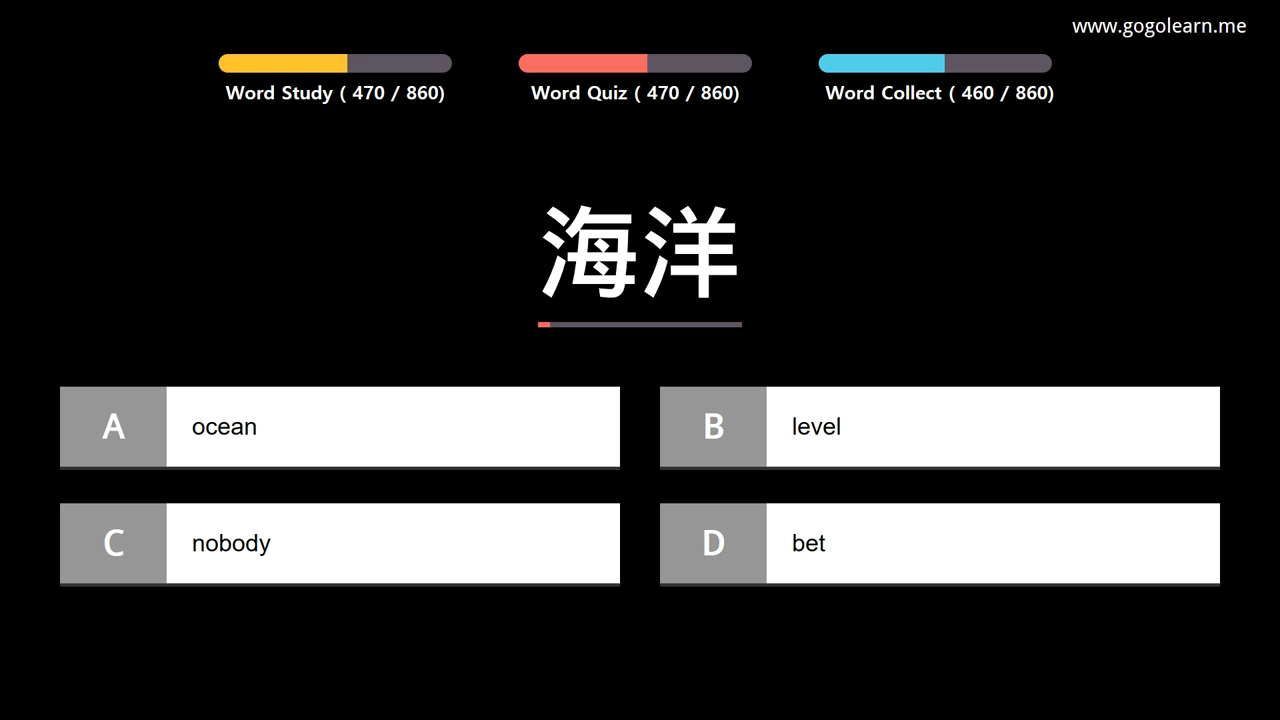 www.gogolearn.me
Word Study ( 470 / 860)
Word Quiz ( 470 / 860)
Word Collect ( 460 / 860)
海洋
A ocean
B level
C nobody
D bet